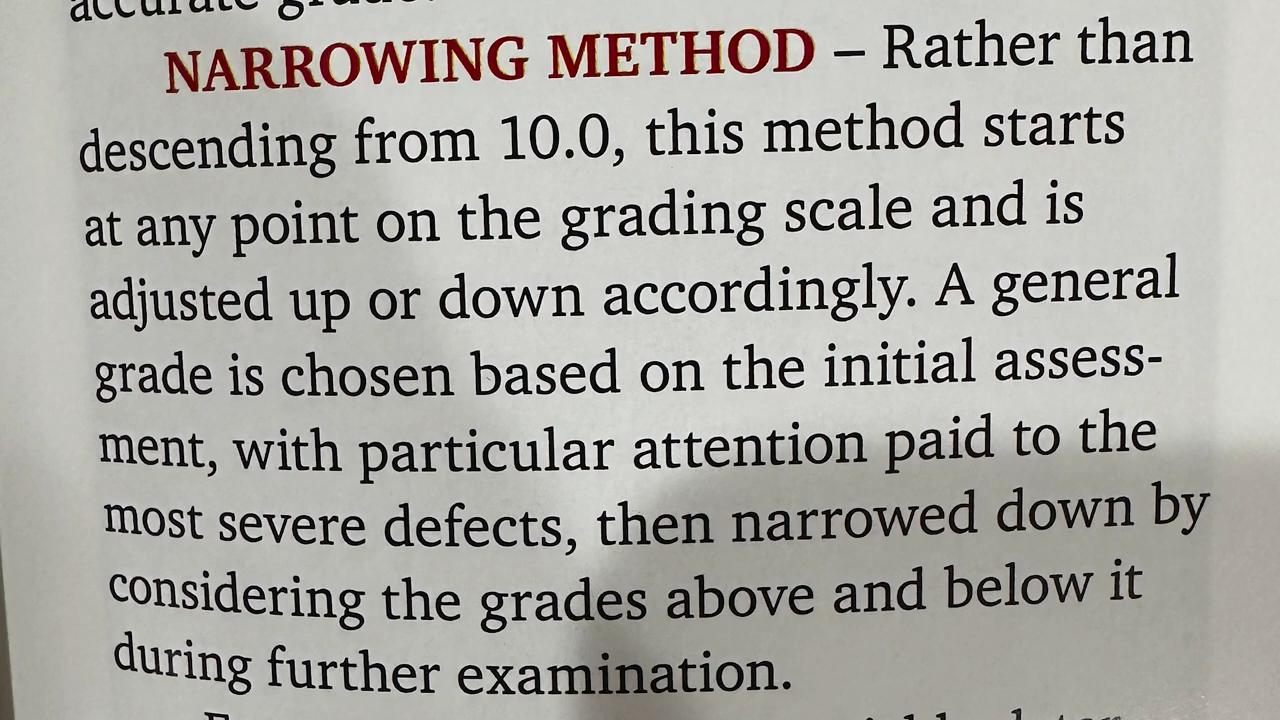 accurate grade.
NARROWING METHOD – Rather than
descending from 10.0, this method starts
at any point on the grading scale and is
adjusted up or down accordingly. A general
grade is chosen based on the initial assess-
ment, with particular attention paid to the
most severe defects, then narrowed down by
considering the grades above and below it
during further examination.